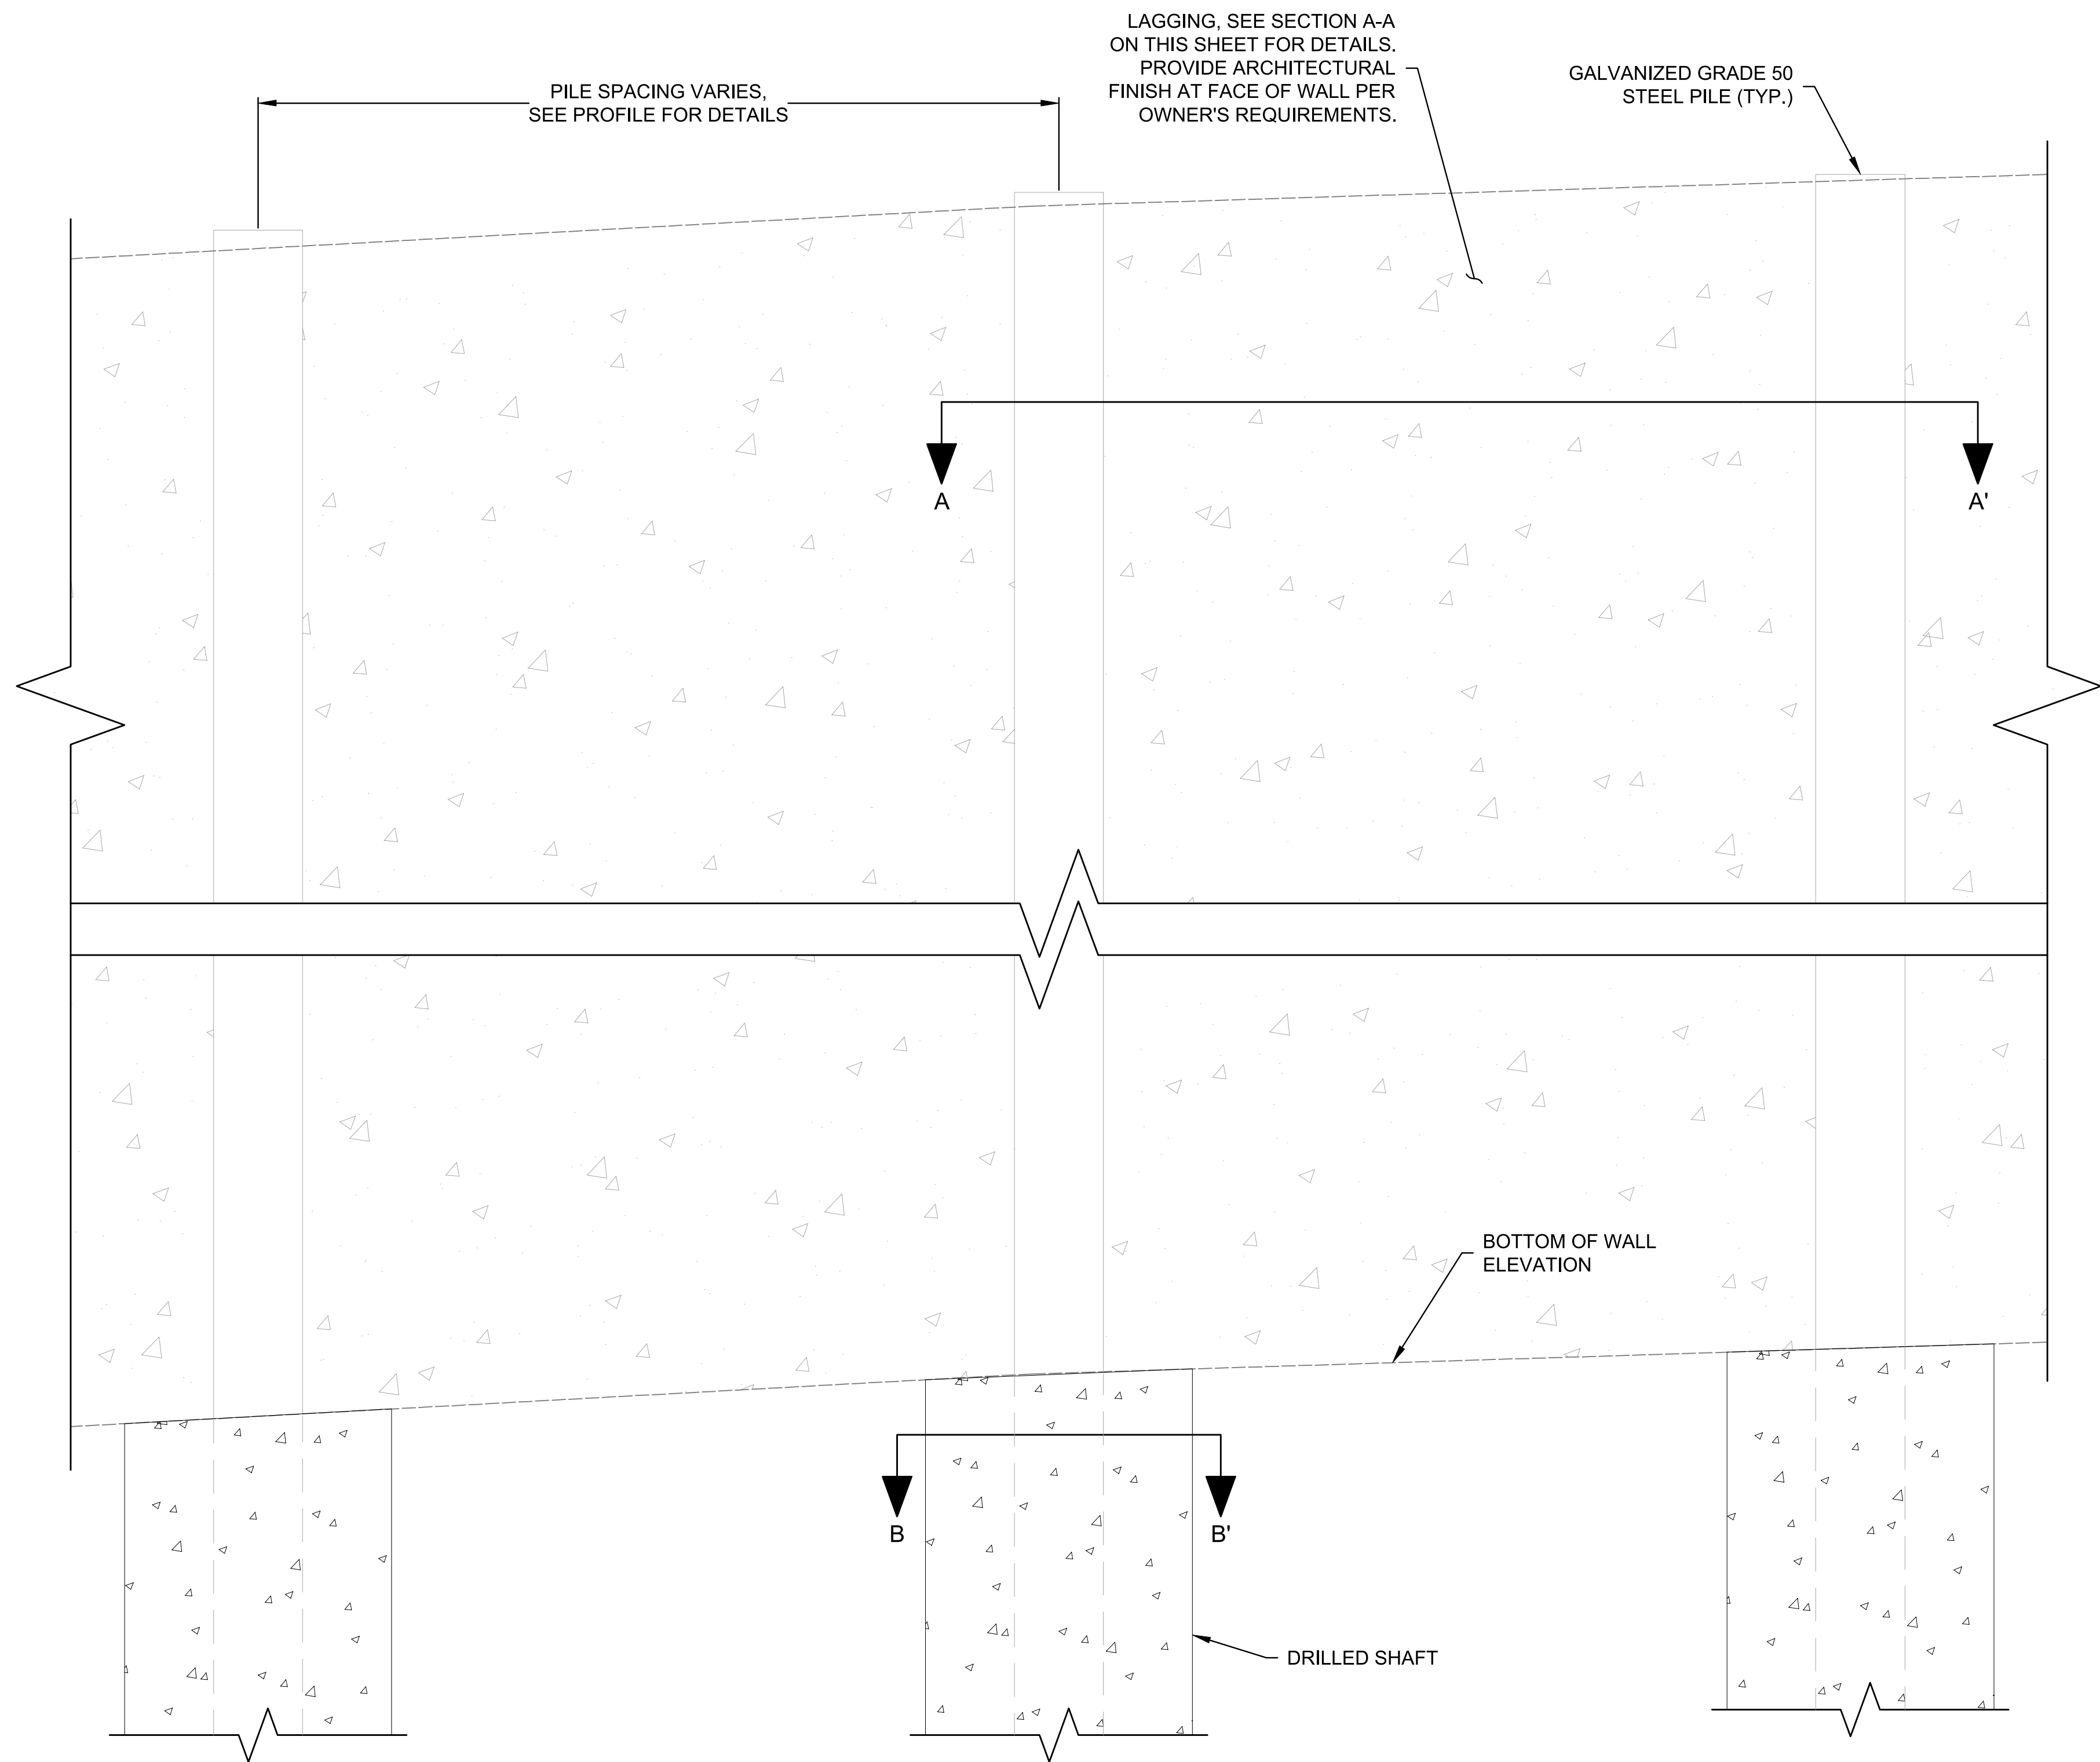 LAGGING, SEE SECTION A-A
ON THIS SHEET FOR DETAILS.
PROVIDE ARCHITECTURAL
FINISH AT FACE OF WALL PER
OWNER'S REQUIREMENTS.
GALVANIZED GRADE 50
STEEL PILE (TYP.)
PILE SPACING VARIES,
SEE PROFILE FOR DETAILS
A
A'
BOTTOM OF WALL
ELEVATION
B
B'
DRILLED SHAFT